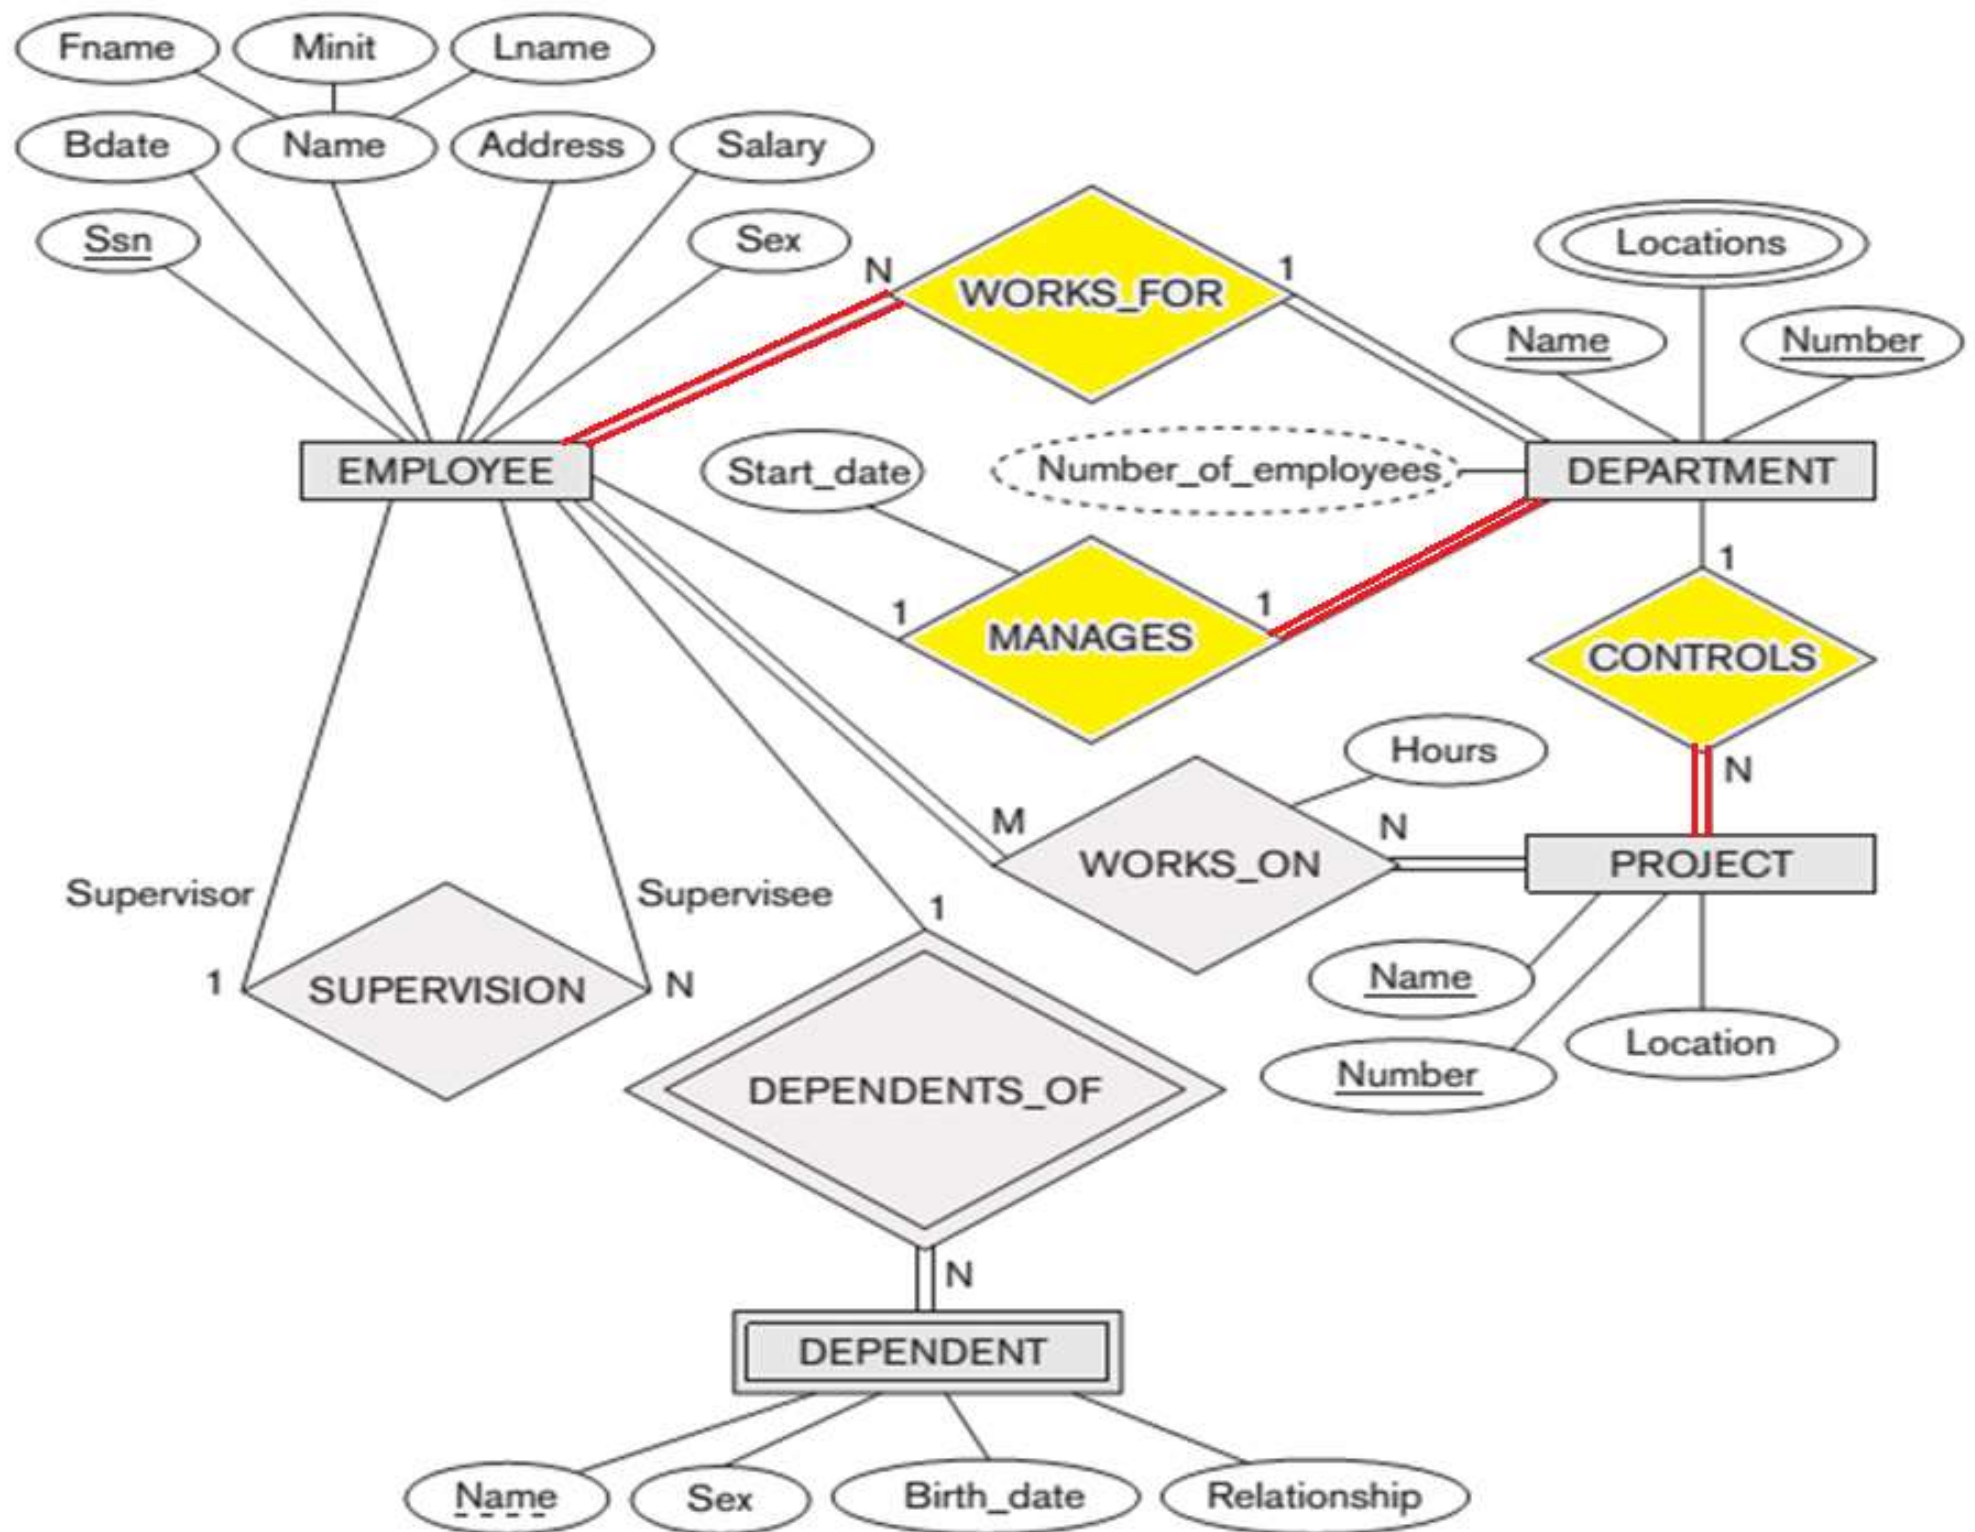 Fname
Minit
Lname
Bdate
Name
Address
Salary
Ssn
Sex
N
WORKS_FOR
1
Locations
Name
Number
EMPLOYEE
Start_date
Number_of_employees
DEPARTMENT
1
MANAGES
1
1
CONTROLS
N
Hours
M
WORKS_ON
N
PROJECT
Supervisor
Supervisee
1
SUPERVISION
N
1
Name
Number
Location
DEPENDENTS_OF
N
DEPENDENT
Name
Sex
Birth_date
Relationship